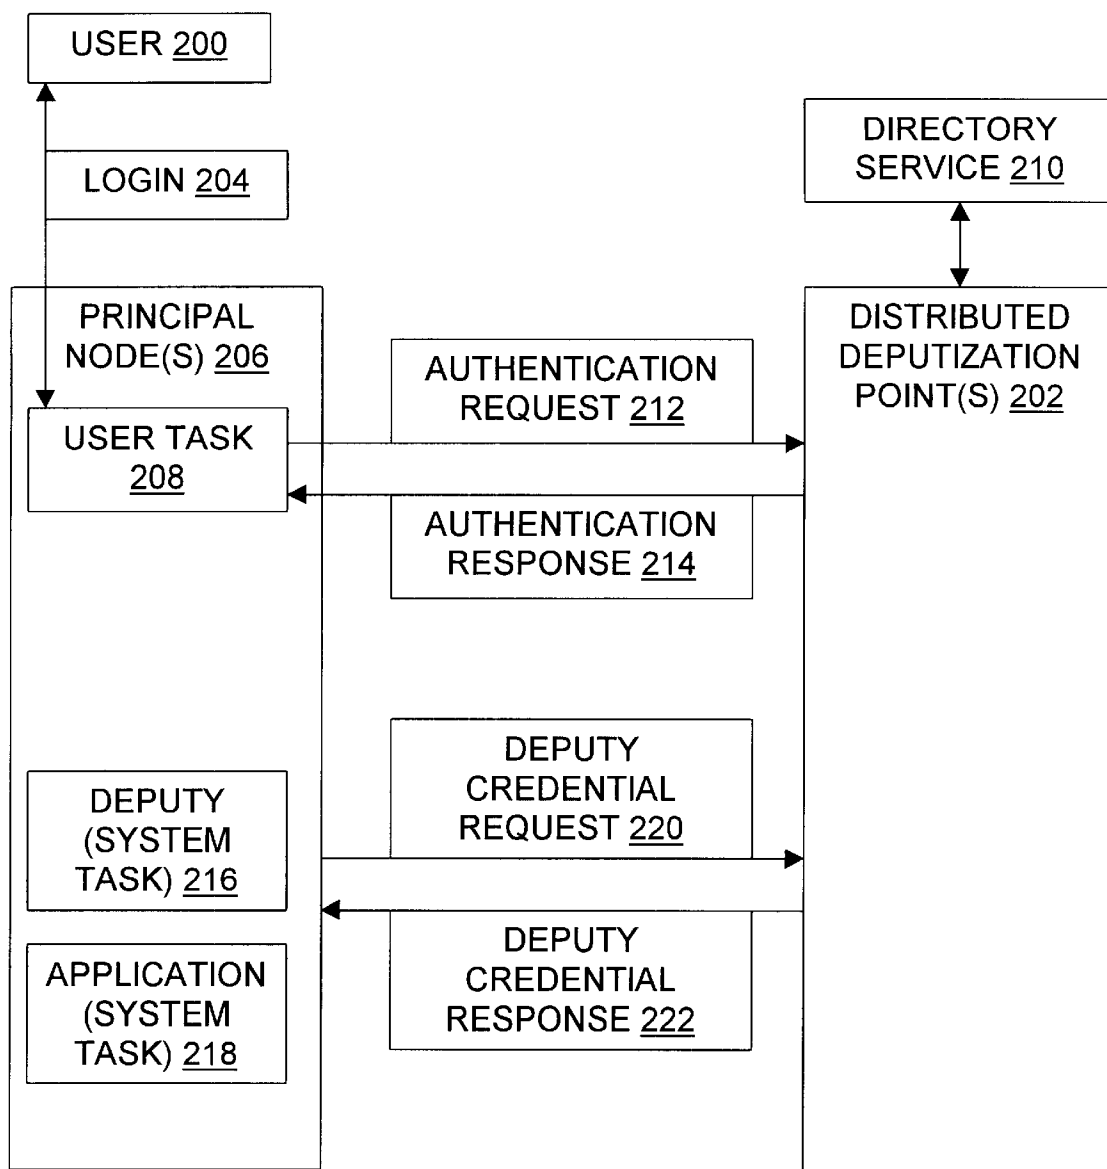 USER 200
LOGIN 204
DIRECTORY
SERVICE 210
PRINCIPAL
NODE(S) 206
USER TASK
208
AUTHENTICATION
REQUEST 212
AUTHENTICATION
RESPONSE 214
DISTRIBUTED
DEPUTIZATION
POINT(S) 202
DEPUTY
(SYSTEM
TASK) 216
APPLICATION
(SYSTEM
TASK) 218
DEPUTY
CREDENTIAL
REQUEST 220
DEPUTY
CREDENTIAL
RESPONSE 222